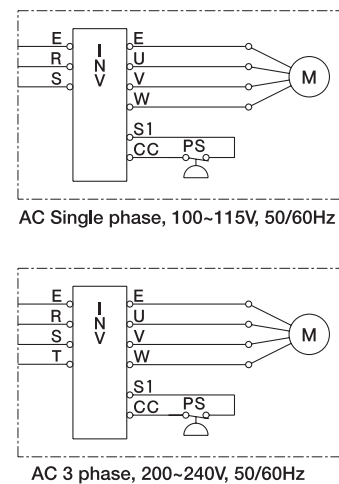 E E
R I U
S N V M
V W
S1
CC PS
AC Single phase, 100~115V, 50/60Hz
E E
R I U
S N V M
T V W
S1
CC PS
AC 3 phase, 200~240V, 50/60Hz